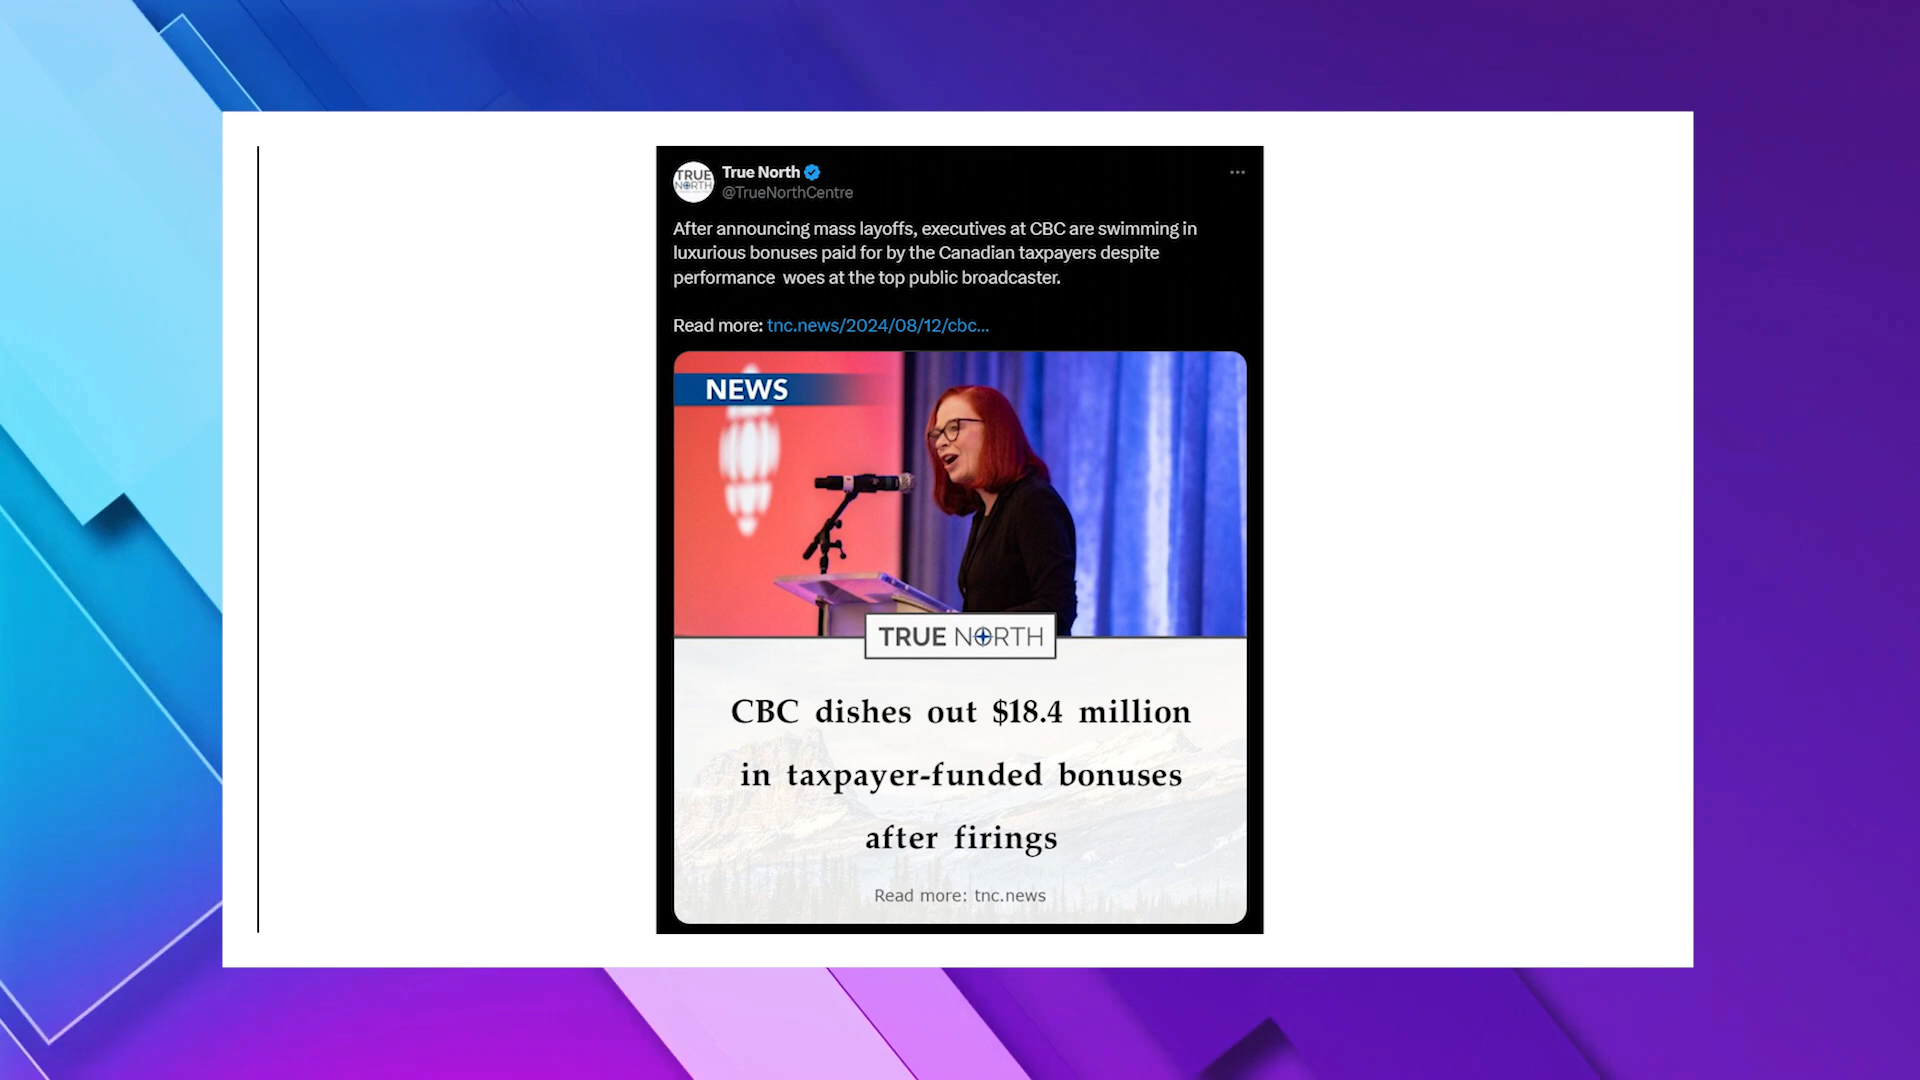 TRUE
NORTH
True North
@TrueNorthCentre
After announcing mass layoffs, executives at CBC are swimming in
luxurious bonuses paid for by the Canadian taxpayers despite
performance woes at the top public broadcaster.
Read more: tnc.news/2024/08/12/cbc...
NEWS
TRUE NORTH
CBC dishes out $18.4 million
in taxpayer-funded bonuses
after firings
Read more: tnc.news